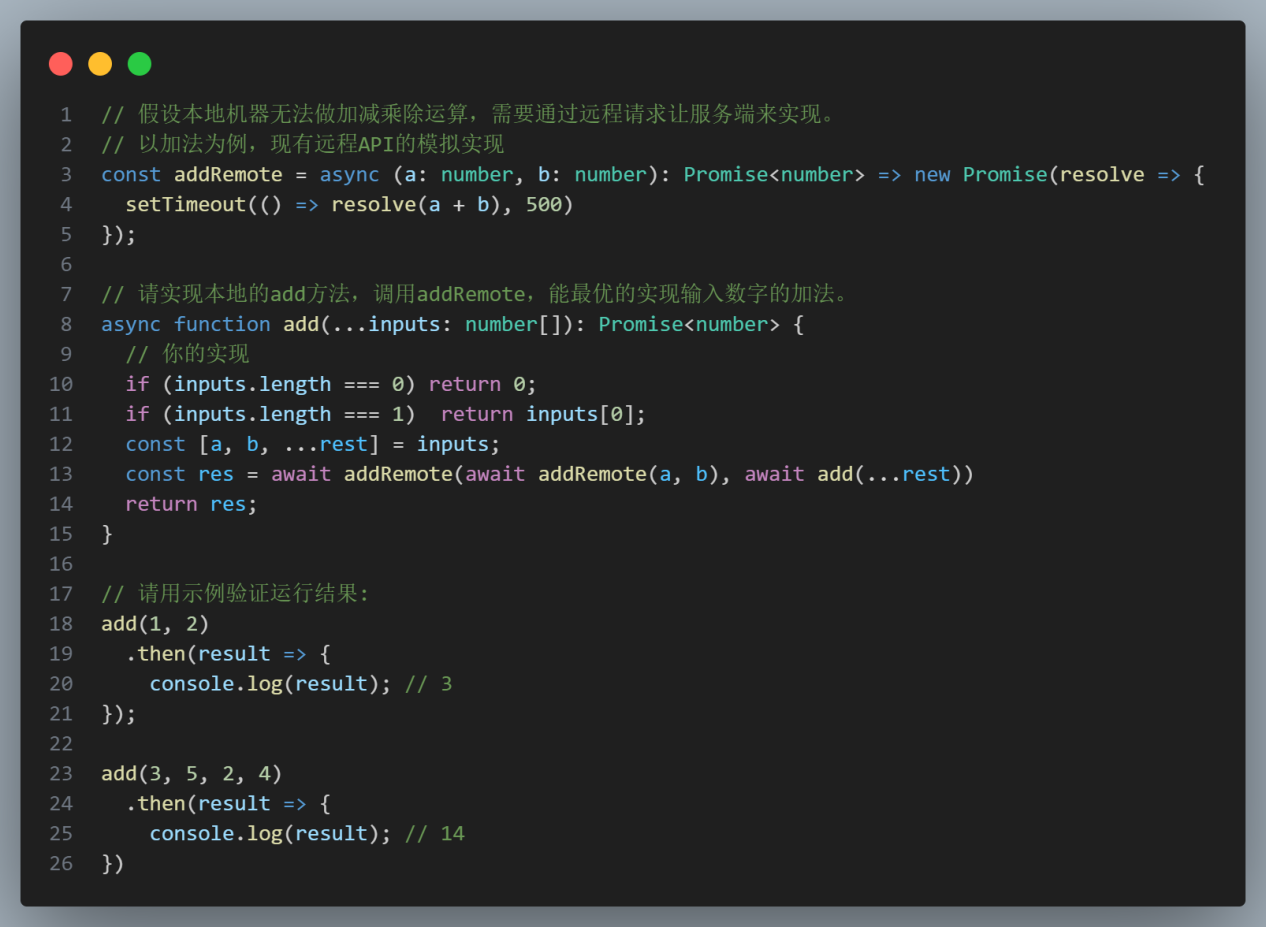 1 // 假设本地机器无法做加减乘除运算，需要通过远程请求让服务端来实现。
2 // 以加法为例，现有远程API的模拟实现
3 const addRemote = async (a: number, b: number): Promise<number> => new Promise(resolve => {
4   setTimeout(() => resolve(a + b), 500)
5 });
6
7 // 请实现本地的add方法，调用addRemote，能最优的实现输入数字的加法。
8 async function add(...inputs: number[]): Promise<number> {
9   // 你的实现
10   if (inputs.length === 0) return 0;
11   if (inputs.length === 1)  return inputs[0];
12   const [a, b, ...rest] = inputs;
13   const res = await addRemote(await addRemote(a, b), await add(...rest))
14   return res;
15 }
16
17 // 请用示例验证运行结果:
18 add(1, 2)
19   .then(result => {
20     console.log(result); // 3
21 });
22
23 add(3, 5, 2, 4)
24   .then(result => {
25     console.log(result); // 14
26 })